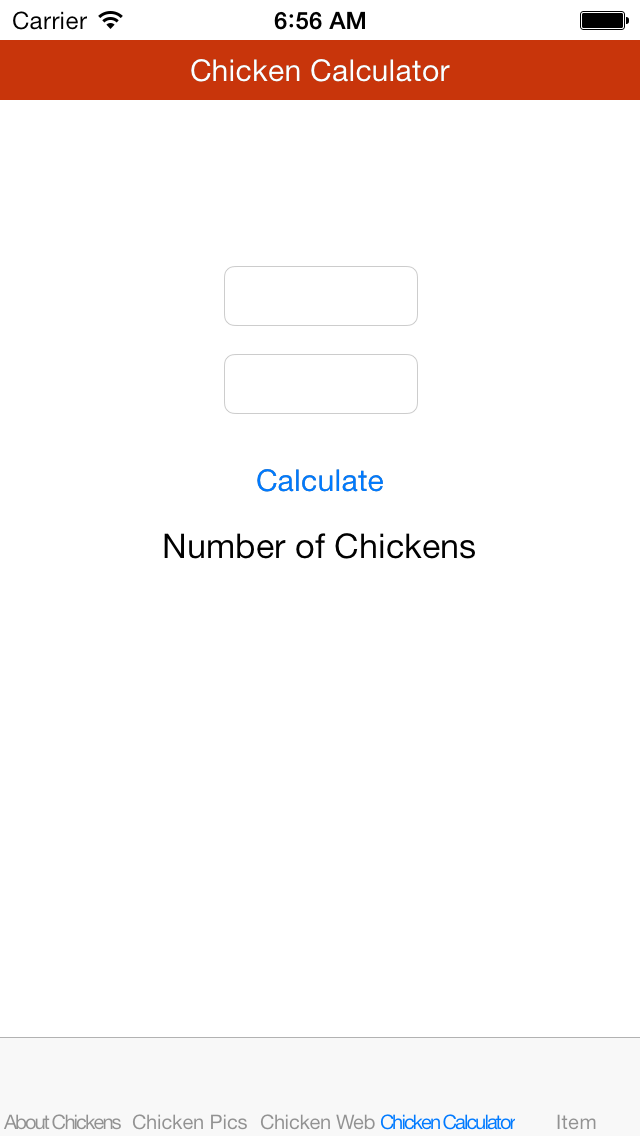 Carrier 6:56 AM
Chicken Calculator
Calculate
Number of Chickens
About Chickens Chicken Pics Chicken Web Chicken Calculator Item